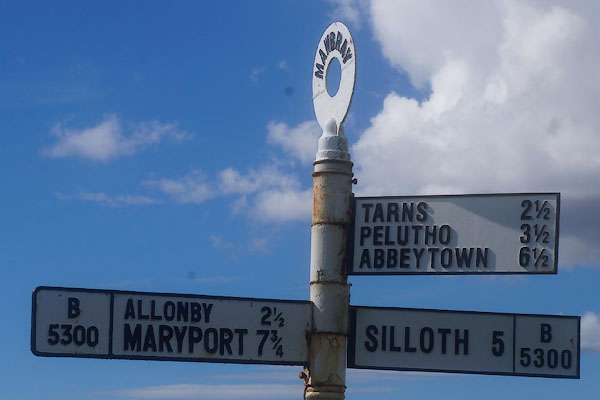 MAWBRAY
TARNS 2½
PELUTHO 3½
ABBEYTOWN 6½
B 5300
ALLONBY 2½
MARYPORT 7¾
SILLOTH 5
B 5300